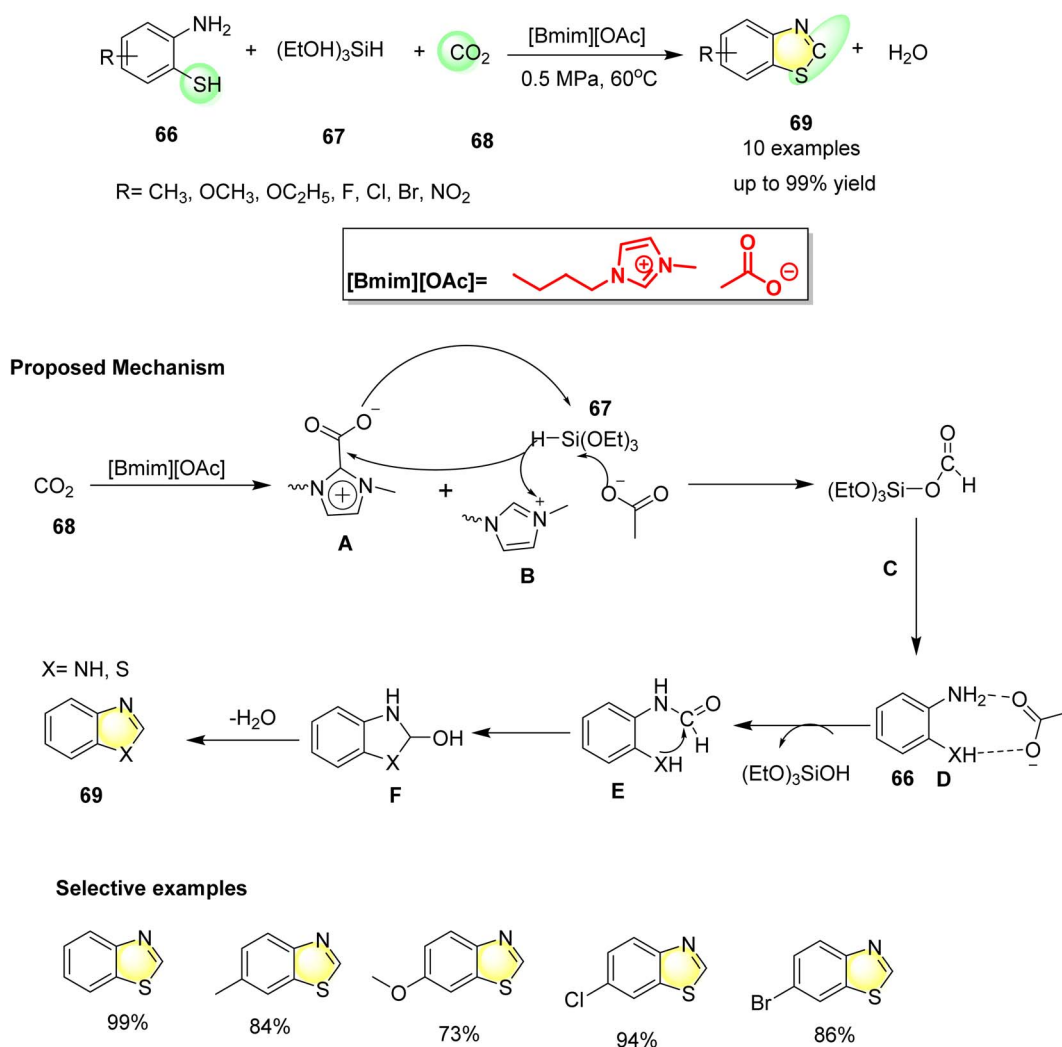 NH2 + (EtOH)3SiH + CO2 [Bmim][OAc] N C S + H2O
R SH 0.5 MPa, 60oC R
66 67 68 69
10 examples
up to 99% yield
R= CH3, OCH3, OC2H5, F, Cl, Br, NO2
[Bmim][OAc]= N + N O O −
Proposed Mechanism
CO2 [Bmim][OAc] O O − N + N
68 A
+
67
H−Si(OEt)3
N N + O − O
B
O
(EtO)3Si O C H
C
X= NH, S
N X
69
-H2O
H
N OH
X
F
H
N C O
H
XH
E
(EtO)3SiOH
NH2 O
XH O −
66 D
Selective examples
N S
99%
N S
84%
O N S
73%
Cl N S
94%
Br N S
86%